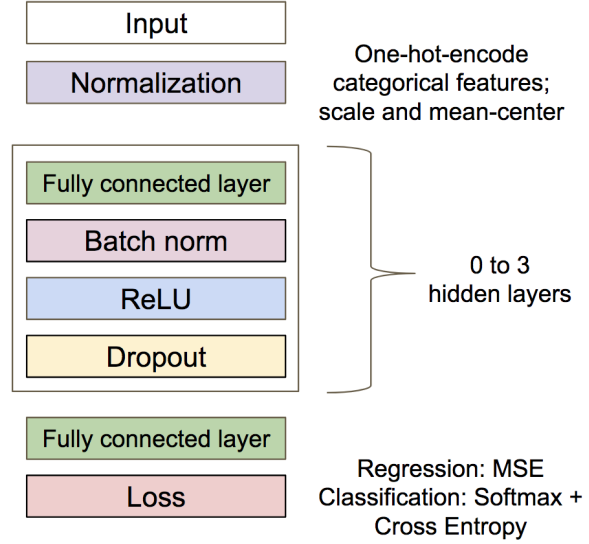 Input
Normalization
One-hot-encode
categorical features;
scale and mean-center
Fully connected layer
Batch norm
ReLU
Dropout
0 to 3
hidden layers
Fully connected layer
Loss
Regression: MSE
Classification: Softmax +
Cross Entropy